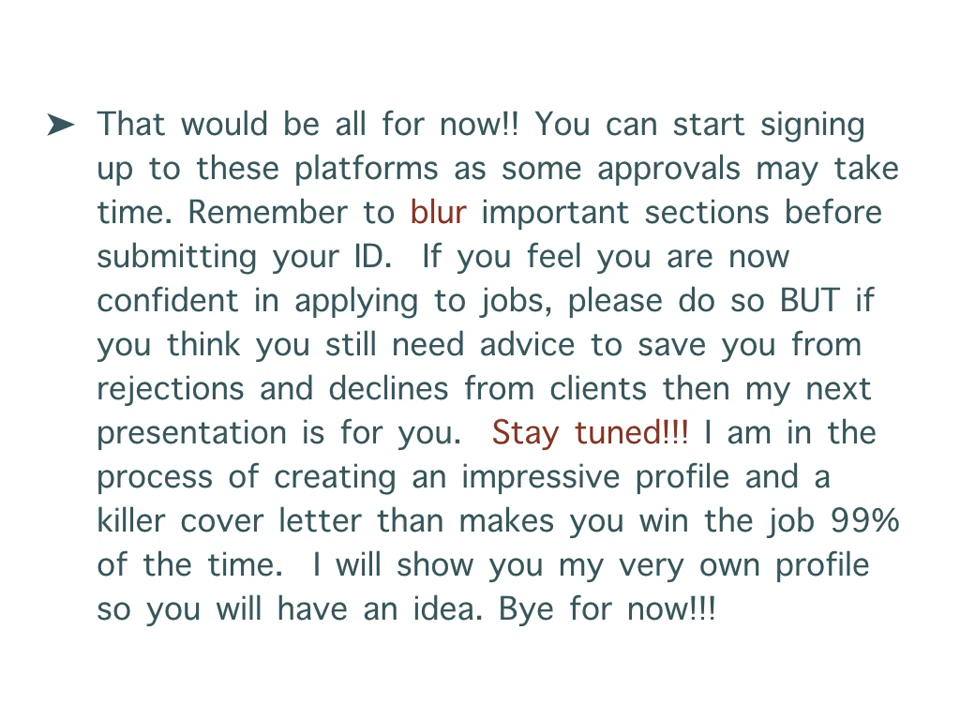 ➤ That would be all for now!! You can start signing
up to these platforms as some approvals may take
time. Remember to blur important sections before
submitting your ID.  If you feel you are now
confident in applying to jobs, please do so BUT if
you think you still need advice to save you from
rejections and declines from clients then my next
presentation is for you.  Stay tuned!!! I am in the
process of creating an impressive profile and a
killer cover letter than makes you win the job 99%
of the time.  I will show you my very own profile
so you will have an idea. Bye for now!!!